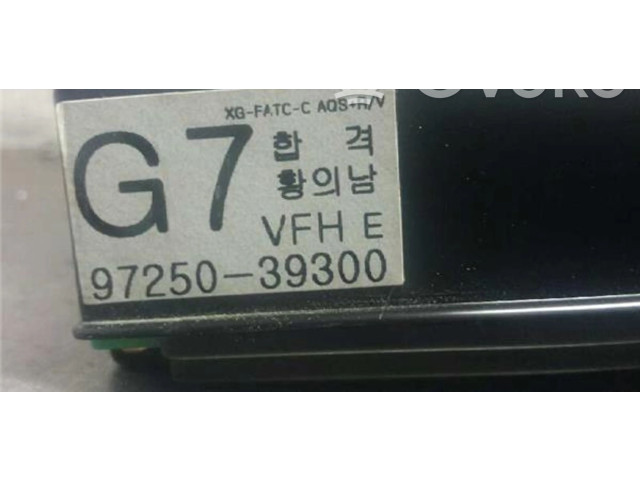 XG-FATC-C AQS+R/V
G7
합 격
황의남
VFH E
97250-39300